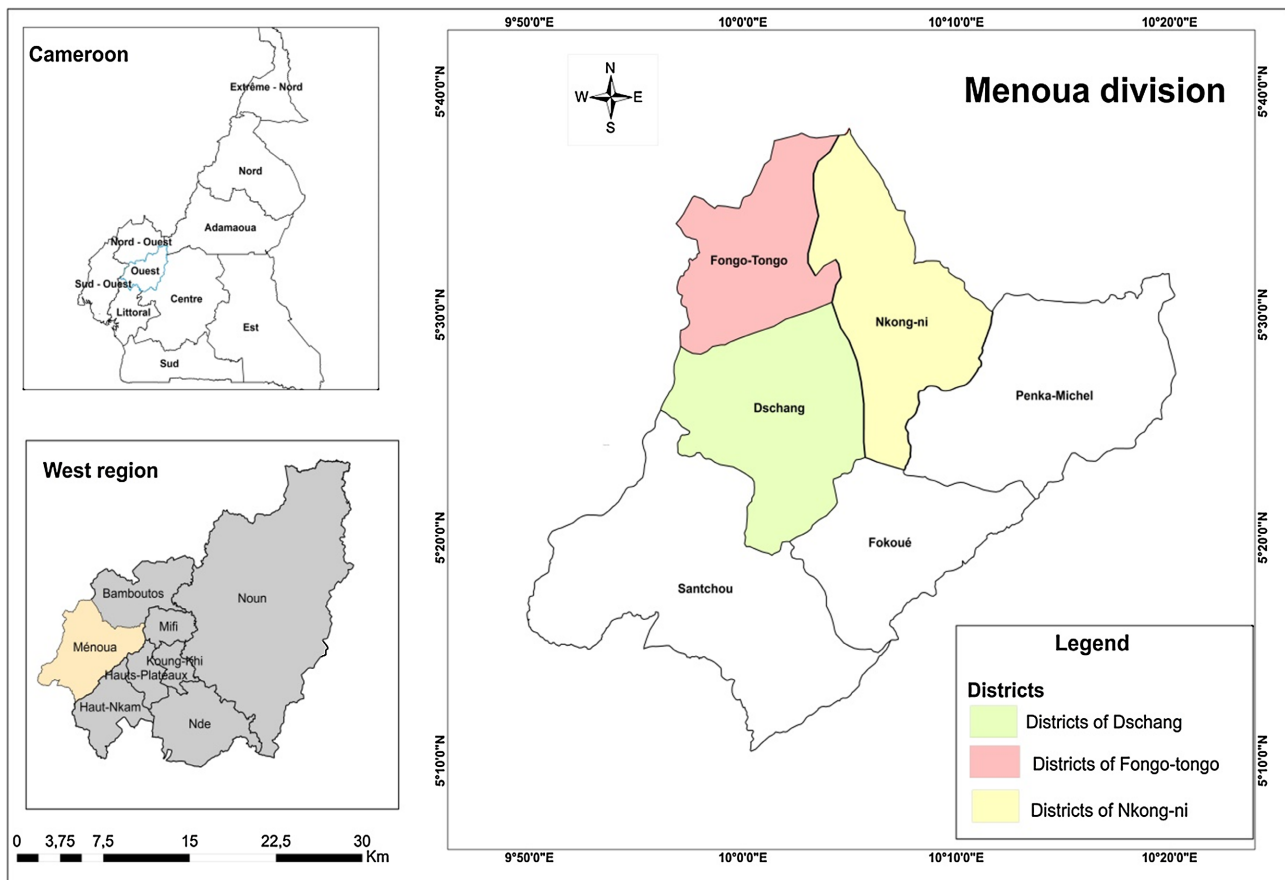 Cameroon
Extrême - Nord
Nord
Adamaoua
Nord - Ouest
Ouest
Sud - Ouest
Centre
Littoral
Est
Sud
West region
Bamboutos
Noun
Mifi
Ménoua
Koung-Khi
Hauts-Plateaux
Haut-Nkam
Nde
0 3,75 7,5 15 22,5 30
Km
9°50'0"E 10°00'0"E 10°10'0"E 10°20'0"E
5°40'0"N
5°30'0"N
5°20'0"N
5°10'0"N
N
W E
S
Menoua division
Fongo-Tongo
Nkong-ni
Penka-Michel
Dschang
Fokoué
Santchou
Legend
Districts
Districts of Dschang
Districts of Fongo-tongo
Districts of Nkong-ni
5°40'0"N
5°30'0"N
5°20'0"N
5°10'0"N
9°50'0"E 10°00'0"E 10°10'0"E 10°20'0"E